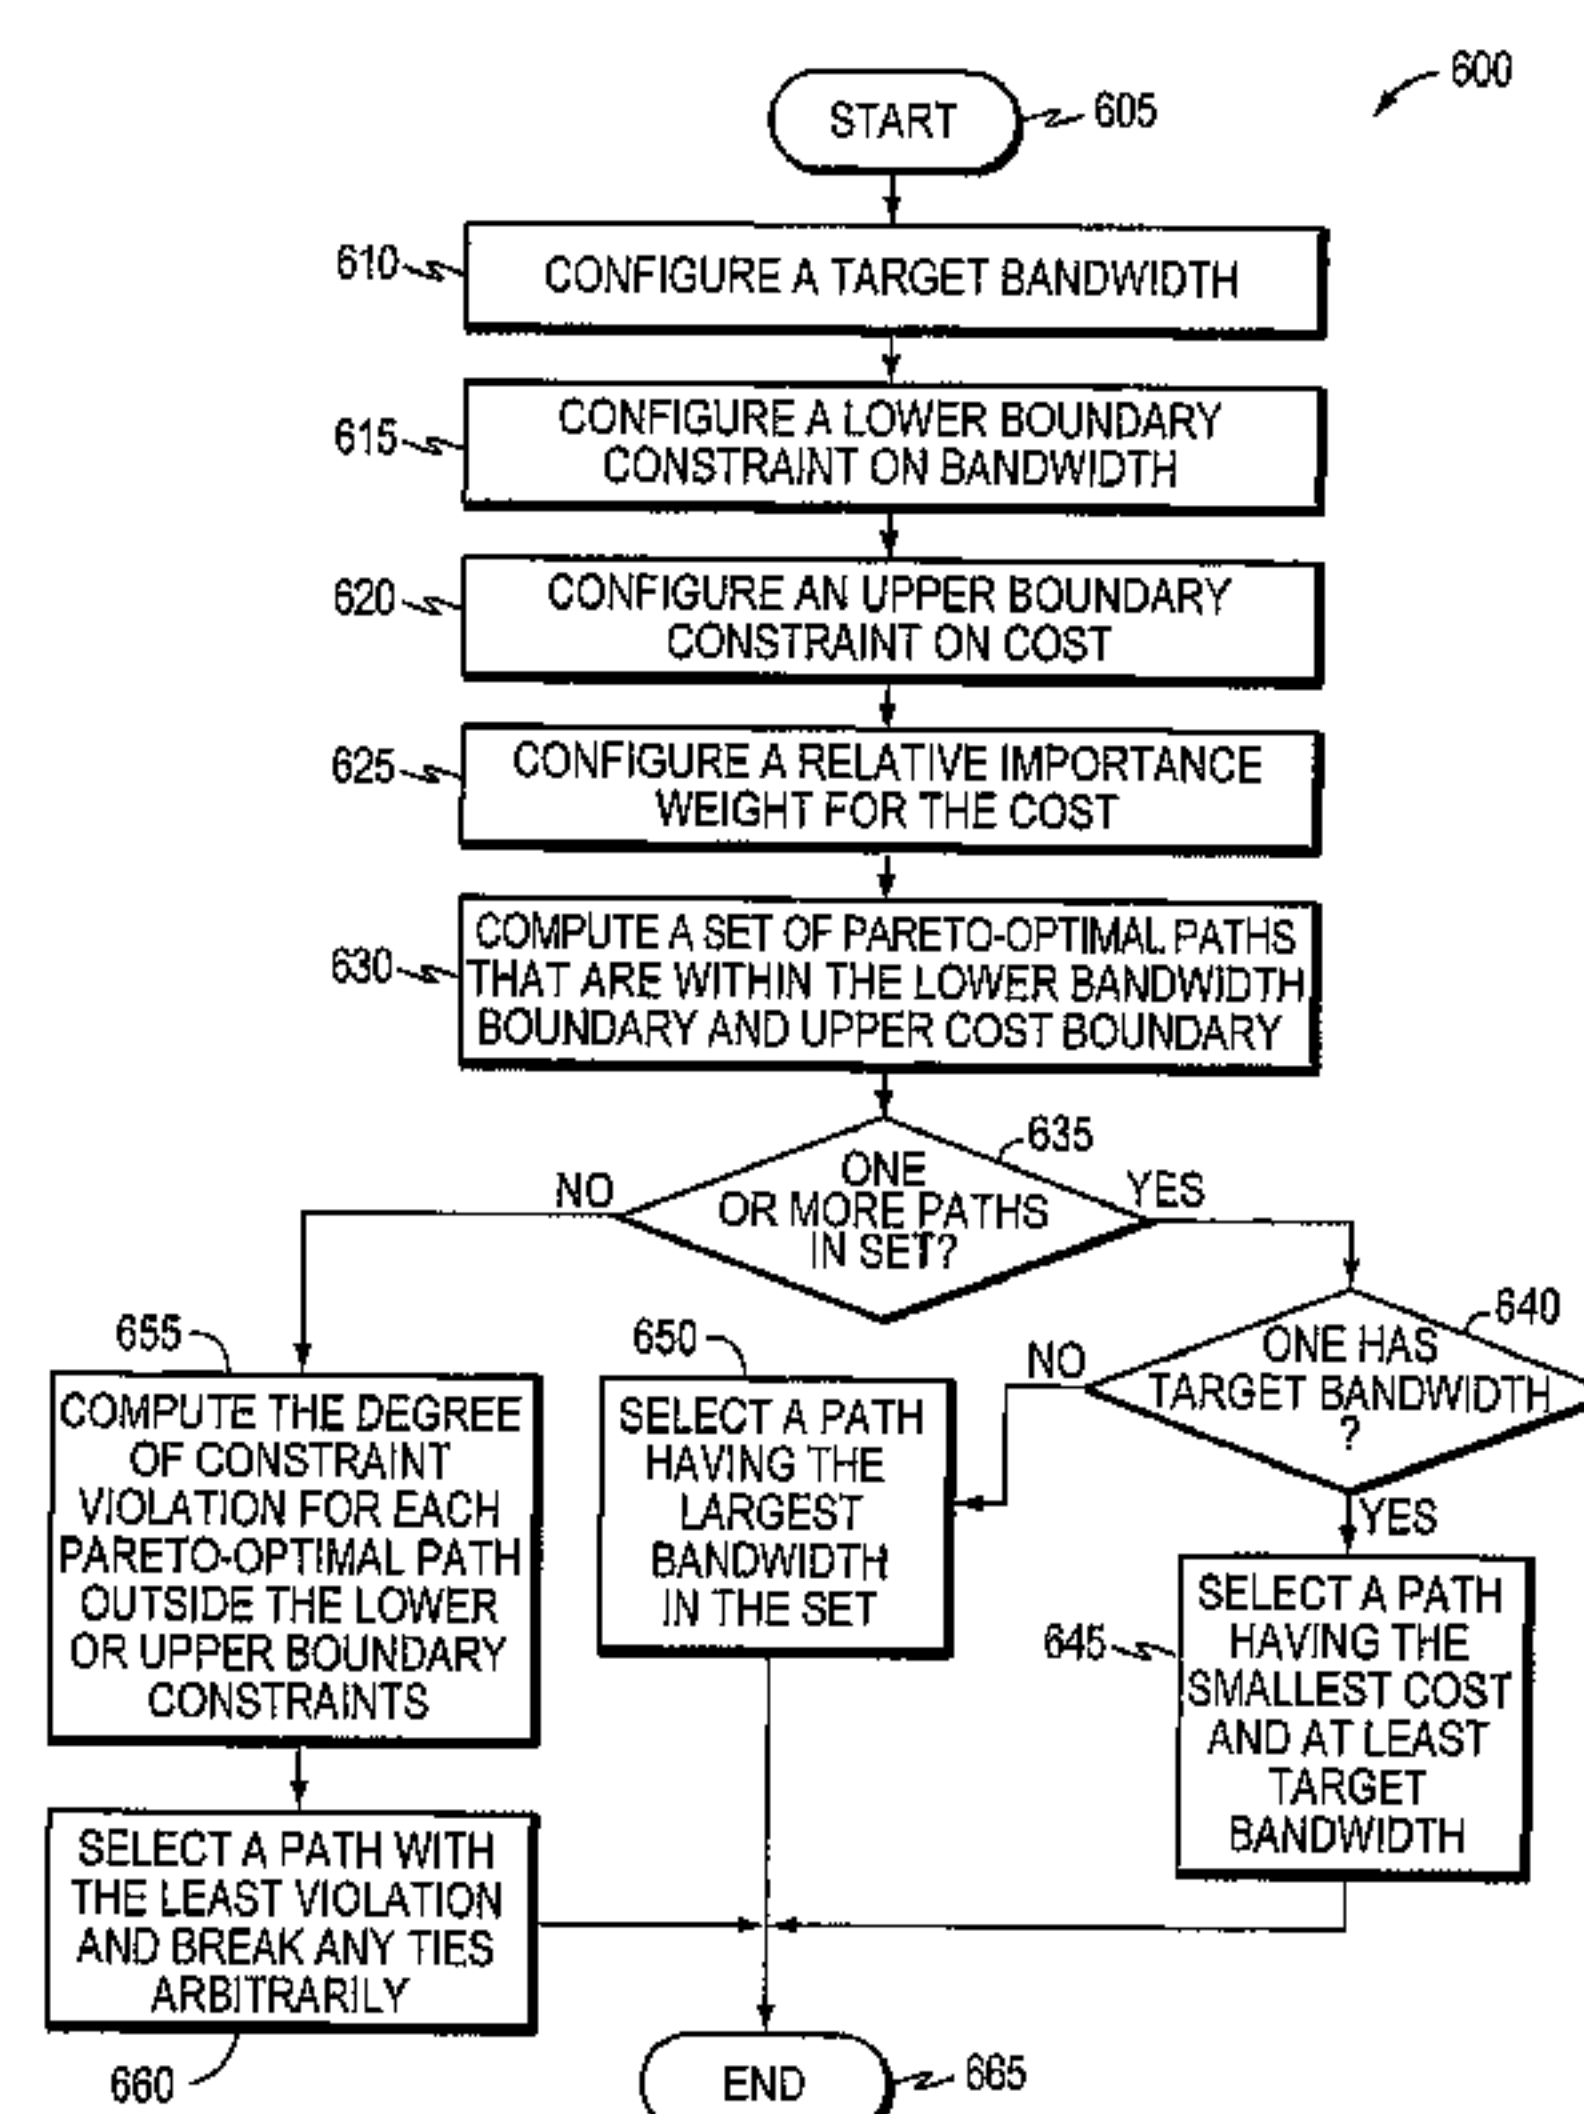 600
START
605
610
CONFIGURE A TARGET BANDWIDTH
615
CONFIGURE A LOWER BOUNDARY
CONSTRAINT ON BANDWIDTH
620
CONFIGURE AN UPPER BOUNDARY
CONSTRAINT ON COST
625
CONFIGURE A RELATIVE IMPORTANCE
WEIGHT FOR THE COST
630
COMPUTE A SET OF PARETO-OPTIMAL PATHS
THAT ARE WITHIN THE LOWER BANDWIDTH
BOUNDARY AND UPPER COST BOUNDARY
635
ONE
OR MORE PATHS
IN SET?
NO
YES
640
ONE HAS
TARGET BANDWIDTH
?
NO
YES
655
COMPUTE THE DEGREE
OF CONSTRAINT
VIOLATION FOR EACH
PARETO-OPTIMAL PATH
OUTSIDE THE LOWER
OR UPPER BOUNDARY
CONSTRAINTS
650
SELECT A PATH
HAVING THE
LARGEST
BANDWIDTH
IN THE SET
645
SELECT A PATH
HAVING THE
SMALLEST COST
AND AT LEAST
TARGET
BANDWIDTH
SELECT A PATH WITH
THE LEAST VIOLATION
AND BREAK ANY TIES
ARBITRARILY
660
END
665